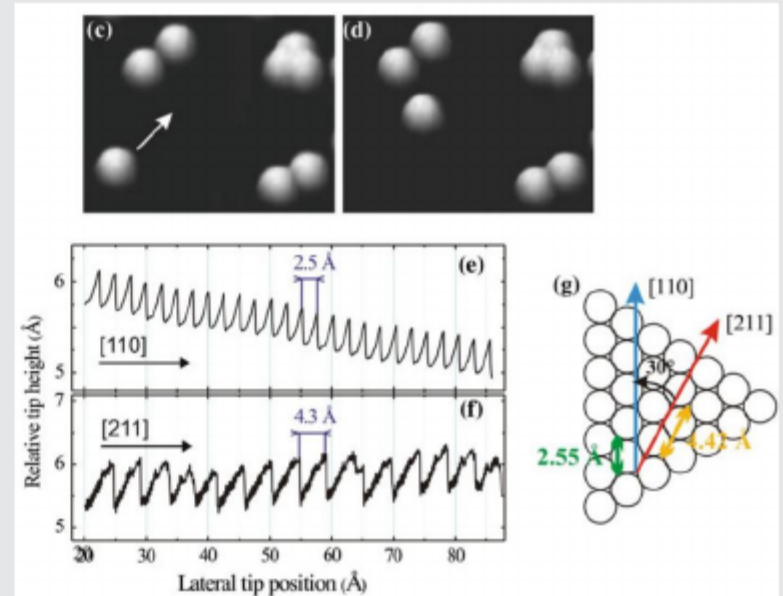 (c)
(d)
6
2.5 Å
(e)
[110]
5
7
4.3 Å
(f)
[211]
6
5
20 30 40 50 60 70 80
Lateral tip position (Å)
Relative tip height (Å)
(g)
[110]
[211]
30°
4.42 Å
2.55 Å